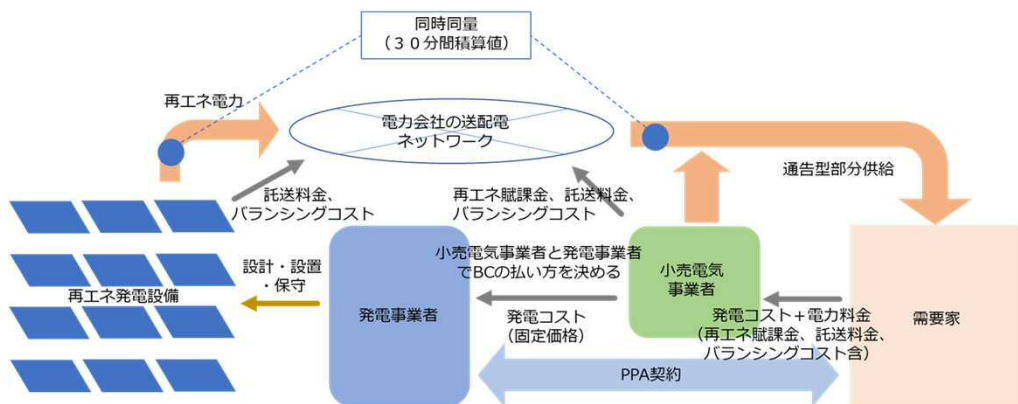 同時同量
（３０分間積算値）
再エネ電力
電力会社の送配電
ネットワーク
通告型部分供給
託送料金、
バランシングコスト
再エネ賦課金、託送料金、
バランシングコスト
小売電気事業者と発電事業者
でBCの払い方を決める
小売電気
事業者
設計・設置
・保守
再エネ発電設備
発電事業者
発電コスト
（固定価格）
発電コスト＋電力料金
（再エネ賦課金、託送料金、
バランシングコスト含）
需要家
PPA契約